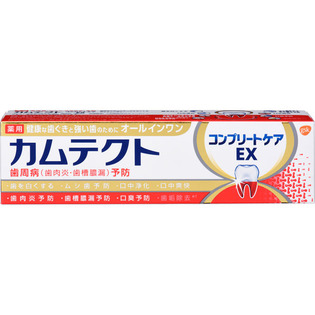 薬用 健康な歯ぐきと強い歯のために オールインワン
カムテクト
コンプリートケア
EX
gsk
歯周病(歯肉炎・歯槽膿漏)予防
歯を白くする・ムシ歯予防・口中浄化・口中爽快
歯肉炎予防・歯槽膿漏予防・口臭予防・歯垢除去